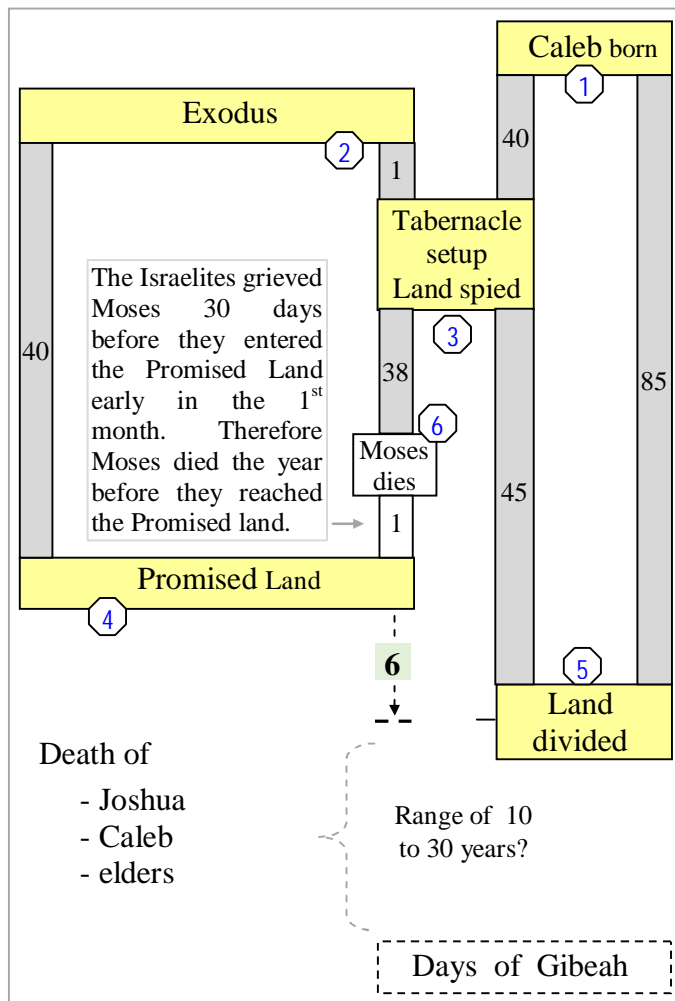 Caleb born
1
Exodus
2
40
1
Tabernacle
setup
Land spied
3
The Israelites grieved
Moses 30 days
before they entered
the Promised Land
early in the 1st
month. Therefore
Moses died the year
before they reached
the Promised land.
40
38
85
6
Moses
dies
45
1
Promised Land
4
6
5
Land
divided
Death of
- Joshua
- Caleb
- elders
Range of 10
to 30 years?
Days of Gibeah